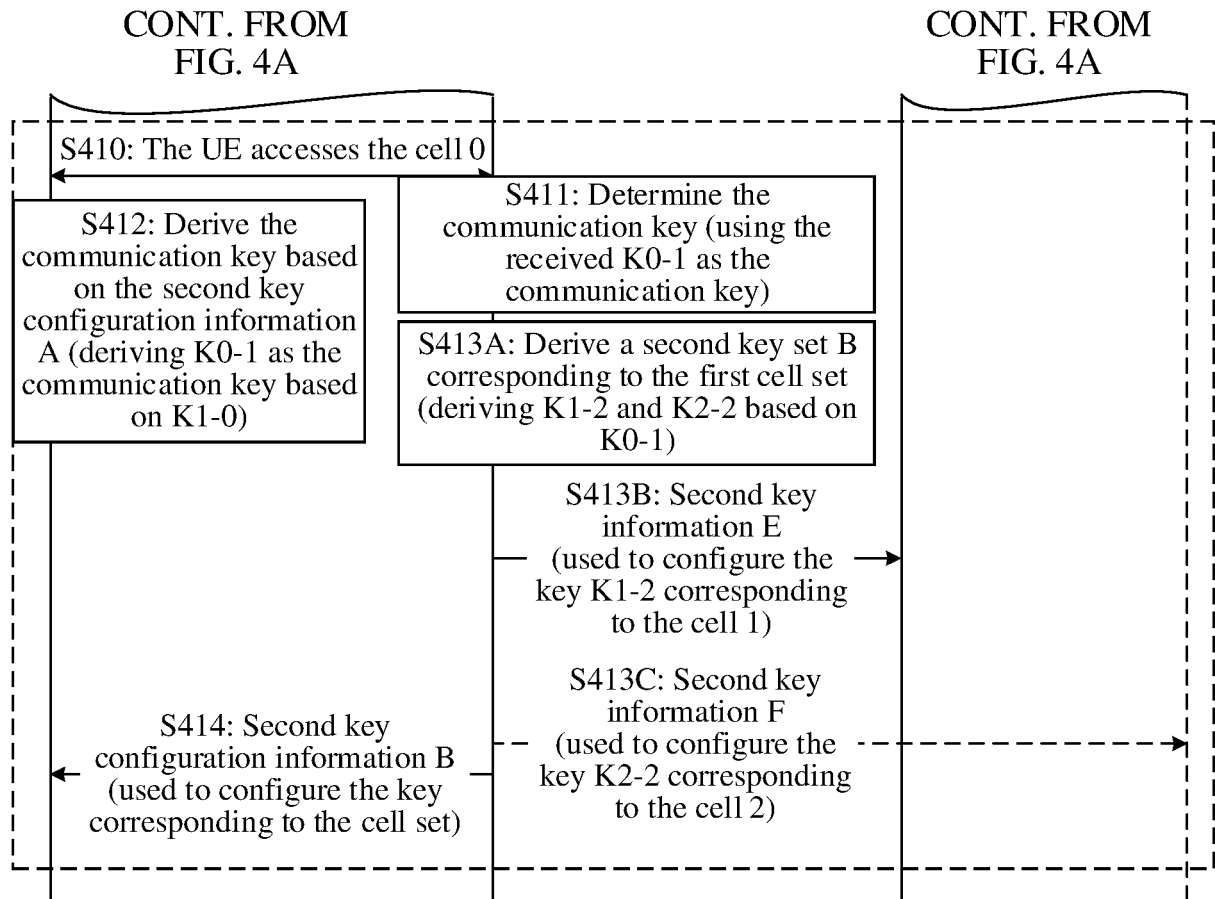 CONT. FROM
FIG. 4A
CONT. FROM
FIG. 4A
S410: The UE accesses the cell 0
S411: Determine the
communication key (using the
received K0-1 as the
communication key)
S412: Derive the
communication key based
on the second key
configuration information
A (deriving K0-1 as the
communication key based
on K1-0)
S413A: Derive a second key set B
corresponding to the first cell set
(deriving K1-2 and K2-2 based on
K0-1)
S413B: Second key
information E
(used to configure the
key K1-2 corresponding
to the cell 1)
S413C: Second key
information F
(used to configure the
key K2-2 corresponding
to the cell 2)
S414: Second key
configuration information B
(used to configure the key
corresponding to the cell set)